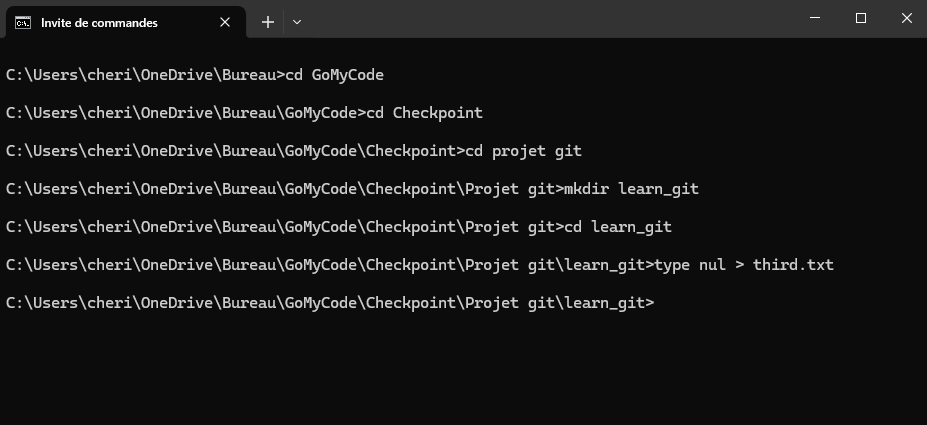 Invite de commandes
C:\Users\cheri\OneDrive\Bureau>cd GoMyCode
C:\Users\cheri\OneDrive\Bureau\GoMyCode>cd Checkpoint
C:\Users\cheri\OneDrive\Bureau\GoMyCode\Checkpoint>cd projet git
C:\Users\cheri\OneDrive\Bureau\GoMyCode\Checkpoint\Projet git>mkdir learn_git
C:\Users\cheri\OneDrive\Bureau\GoMyCode\Checkpoint\Projet git>cd learn_git
C:\Users\cheri\OneDrive\Bureau\GoMyCode\Checkpoint\Projet git\learn_git>type nul > third.txt
C:\Users\cheri\OneDrive\Bureau\GoMyCode\Checkpoint\Projet git\learn_git>